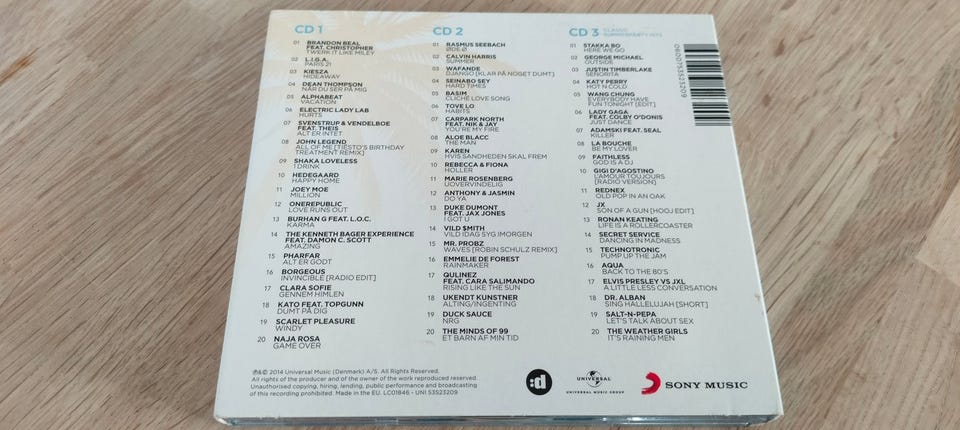 CD 1
01 BRANDON BEAL
FEAT. CHRISTOPHER
TWERK IT LIKE MILEY
02 L.I.G.A.
PARIS 21
03 KIESZA
HIDEAWAY
04 DEAN THOMPSON
NÅR DU SER PÅ MIG
05 ALPHABEAT
VACATION
06 ELECTRIC LADY LAB
HURTS
07 SVENSTRUP & VENDELBOE
FEAT. THEIS
ALT ER INTET
08 JOHN LEGEND
ALL OF ME [TIËSTO'S BIRTHDAY
TREATMENT REMIX]
09 SHAKA LOVELESS
I DRINK
10 HEDEGAARD
HAPPY HOME
11 JOEY MOE
MILLION
12 ONEREPUBLIC
LOVE RUNS OUT
13 BURHAN G FEAT. L.O.C.
KARMA
14 THE KENNETH BAGER EXPERIENCE
FEAT. DAMON C. SCOTT
AMAZING
15 PHARFAR
ALT ER GODT
16 BORGEOUS
INVINCIBLE [RADIO EDIT]
17 CLARA SOFIE
GENNEM HIMLEN
18 KATO FEAT. TOPGUNN
DUMT PÅ DIG
19 SCARLET PLEASURE
WINDY
20 NAJA ROSA
GAME OVER
CD 2
01 RASMUS SEEBACH
ØDE Ø
02 CALVIN HARRIS
SUMMER
03 WAFANDE
DJANGO [KLAR PÅ NOGET DUMT]
04 SEINABO SEY
HARD TIMES
05 BASIM
CLICHÉ LOVE SONG
06 TOVE LO
HABITS
07 CARPARK NORTH
FEAT. NIK & JAY
YOU'RE MY FIRE
08 ALOE BLACC
THE MAN
09 KAREN
HVIS SANDHEDEN SKAL FREM
10 REBECCA & FIONA
HOLLER
11 MARIE ROSENBERG
UOVERVINDELIG
12 ANTHONY & JASMIN
DO YA
13 DUKE DUMONT
FEAT. JAX JONES
I GOT U
14 VILD $MITH
VILD IDAG SYG IMORGEN
15 MR. PROBZ
WAVES [ROBIN SCHULZ REMIX]
16 EMMELIE DE FOREST
RAINMAKER
17 QULINEZ
FEAT. CARA SALIMANDO
RISING LIKE THE SUN
18 UKENDT KUNSTNER
ALTING/INGENTING
19 DUCK SAUCE
NRG
20 THE MINDS OF 99
ET BARN AF MIN TID
CD 3 CLASSIC
SUMMERPARTY HITS
01 STAKKA BO
HERE WE GO
02 GEORGE MICHAEL
OUTSIDE
03 JUSTIN TIMBERLAKE
SEÑORITA
04 KATY PERRY
HOT N COLD
05 WANG CHUNG
EVERYBODY HAVE
FUN TONIGHT [EDIT]
06 LADY GAGA
FEAT. COLBY O'DONIS
JUST DANCE
07 ADAMSKI FEAT. SEAL
KILLER
08 LA BOUCHE
BE MY LOVER
09 FAITHLESS
GOD IS A DJ
10 GIGI D'AGOSTINO
L'AMOUR TOUJOURS
[RADIO VERSION]
11 REDNEX
OLD POP IN AN OAK
12 JX
SON OF A GUN [HOOJ EDIT]
13 RONAN KEATING
LIFE IS A ROLLERCOASTER
14 SECRET SERVICE
DANCING IN MADNESS
15 TECHNOTRONIC
PUMP UP THE JAM
16 AQUA
BACK TO THE 80'S
17 ELVIS PRESLEY VS JXL
A LITTLE LESS CONVERSATION
18 DR. ALBAN
SING HALLELUJAH [SHORT]
19 SALT-N-PEPA
LET'S TALK ABOUT SEX
20 THE WEATHER GIRLS
IT'S RAINING MEN
0600753523209
℗&© 2014 Universal Music (Denmark) A/S. All Rights Reserved.
All rights of the producer and of the owner of the work reproduced reserved.
Unauthorised copying, hiring, lending, public performance and broadcasting
of this recording prohibited. Made in the EU. LC01846 - UNI 53523209
:d
UNIVERSAL
UNIVERSAL MUSIC GROUP
SONY MUSIC